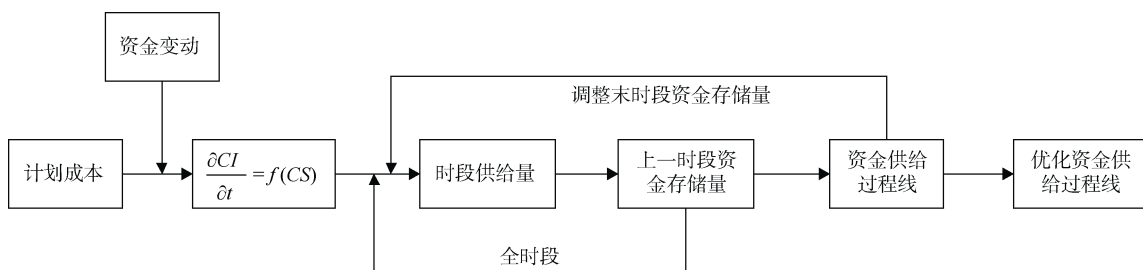 资金变动
调整末时段资金存储量
计划成本
∂CI/∂t = f(CS)
时段供给量
上一时段资
金存储量
资金供给
过程线
优化资金供
给过程线
全时段